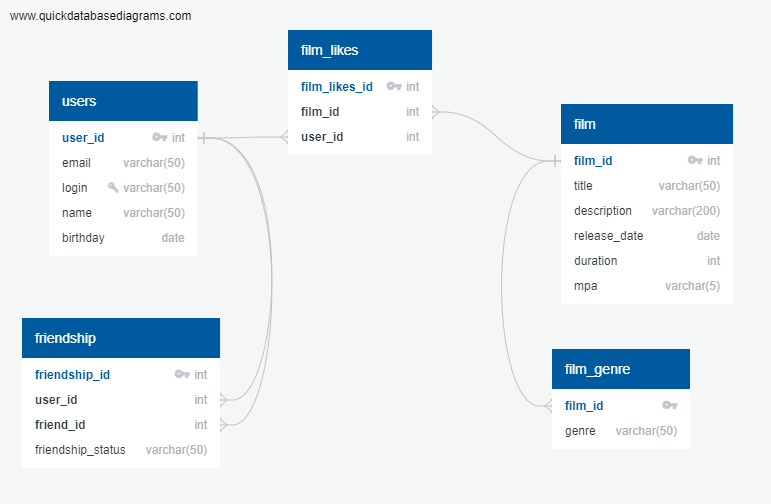 www.quickdatabasediagrams.com
film_likes
film_likes_id int
film_id int
user_id int
users
user_id int
email varchar(50)
login varchar(50)
name varchar(50)
birthday date
film
film_id int
title varchar(50)
description varchar(200)
release_date date
duration int
mpa varchar(5)
friendship
friendship_id int
user_id int
friend_id int
friendship_status varchar(50)
film_genre
film_id
genre varchar(50)